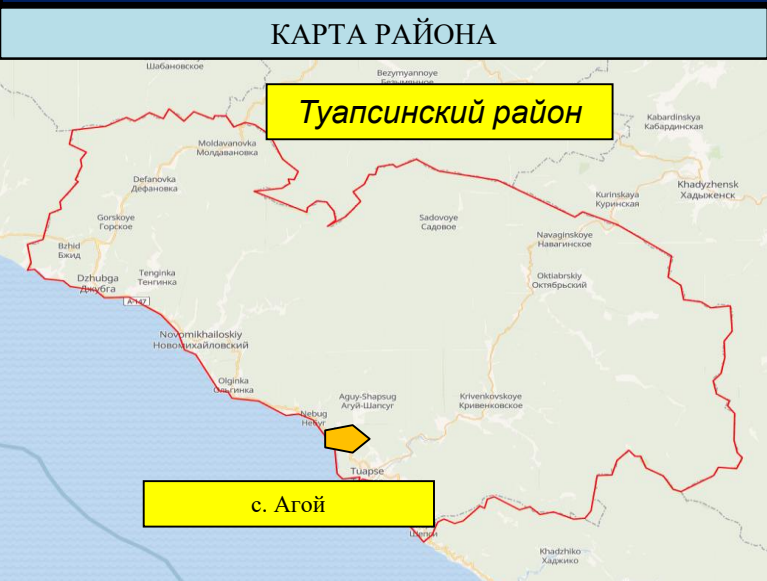 КАРТА РАЙОНА
Шабановское
Bezymyannoye
Безымянное
Туапсинский район
Kabardinskya
Кабардинская
Moldavanovka
Молдавановка
Defanovka
Дефановка
Khadyzhensk
Хадыженск
Kurinskaya
Куринская
Gorskoye
Горское
Sadovoye
Садовое
Navaginskoye
Навагинское
Bzhid
Бжид
Dzhubga
Джубга
Tenginka
Тенгинка
Oktiabrskiy
Октябрьский
A-147
Novomikhailoskiy
Новомихайловский
Olginka
Ольгинка
Aguy-Shapsug
Агуй-Шапсуг
Krivenkovskoye
Кривенковское
Nebug
Небуг
Tuapse
с. Агой
Шепси
Khadzhiko
Хаджико